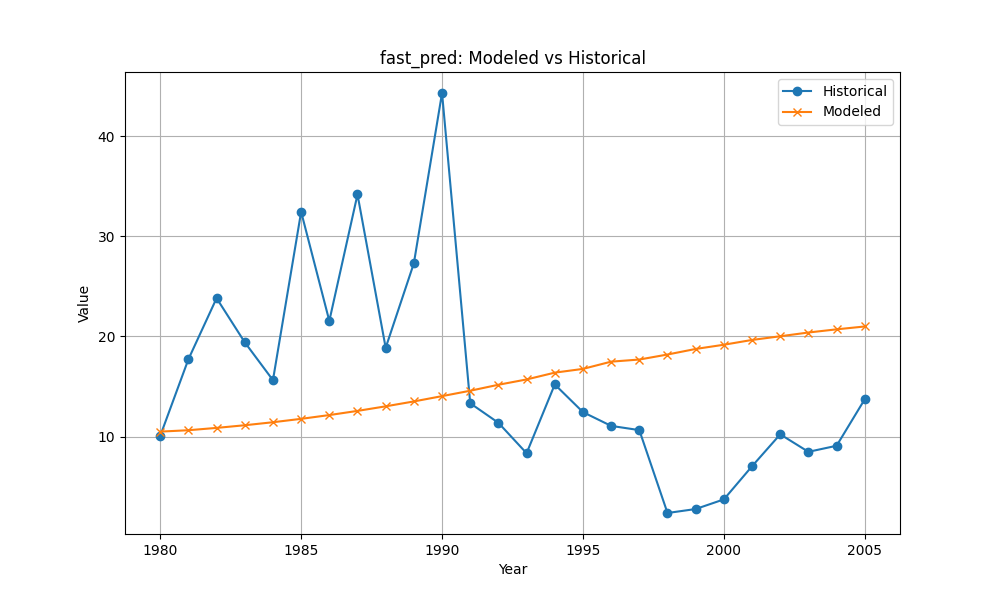 fast_pred: Modeled vs Historical
Historical
Modeled
Value
40
30
20
10
1980 1985 1990 1995 2000 2005
Year